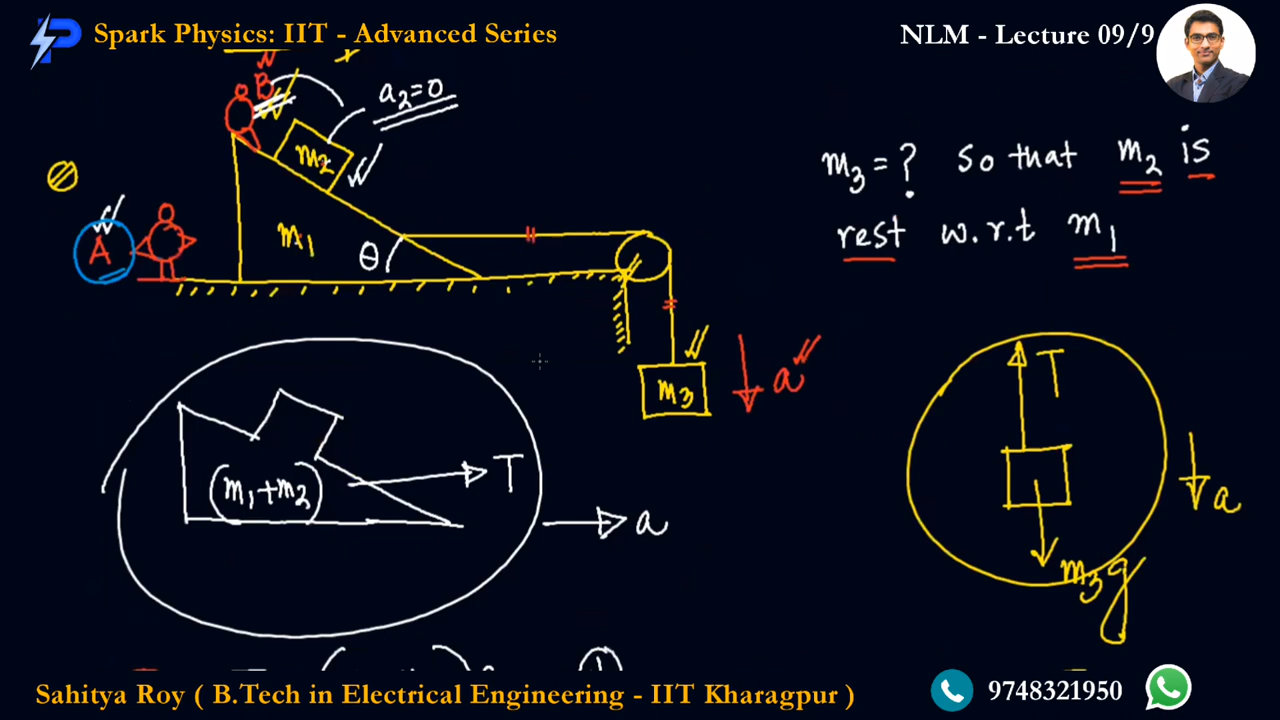 Spark Physics: IIT - Advanced Series
NLM - Lecture 09/9
B
a₂=0
m₂
m₃=? so that m₂ is
rest w.r.t m₁
A
m₁
θ
m₃
a
(m₁+m₂)
T
a
T
a
m₃g
①
Sahitya Roy ( B.Tech in Electrical Engineering - IIT Kharagpur )
9748321950